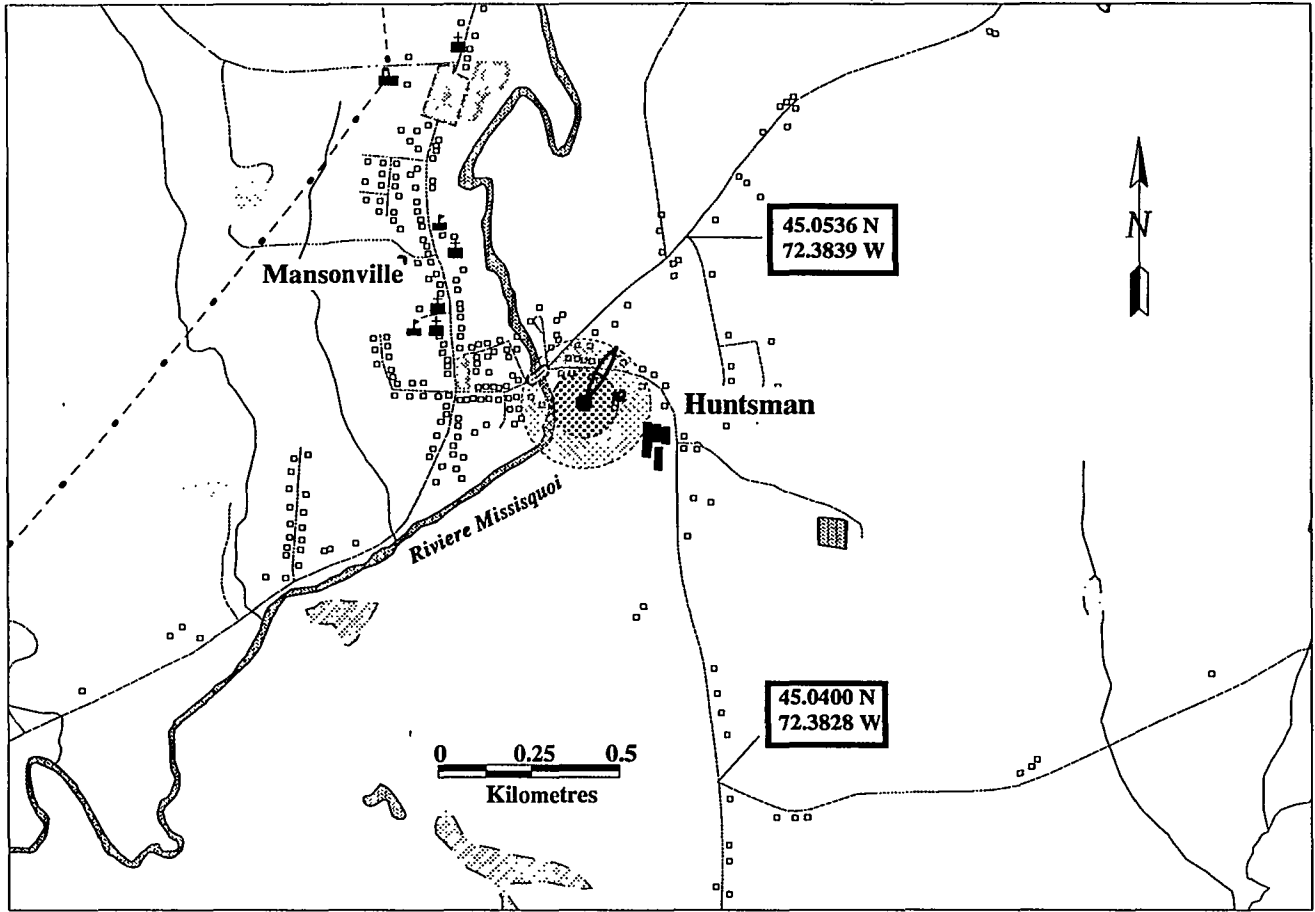 45.0536 N
72.3839 W
N
Mansonville
Huntsman
Riviere Missisquoi
45.0400 N
72.3828 W
0 0.25 0.5
Kilometres